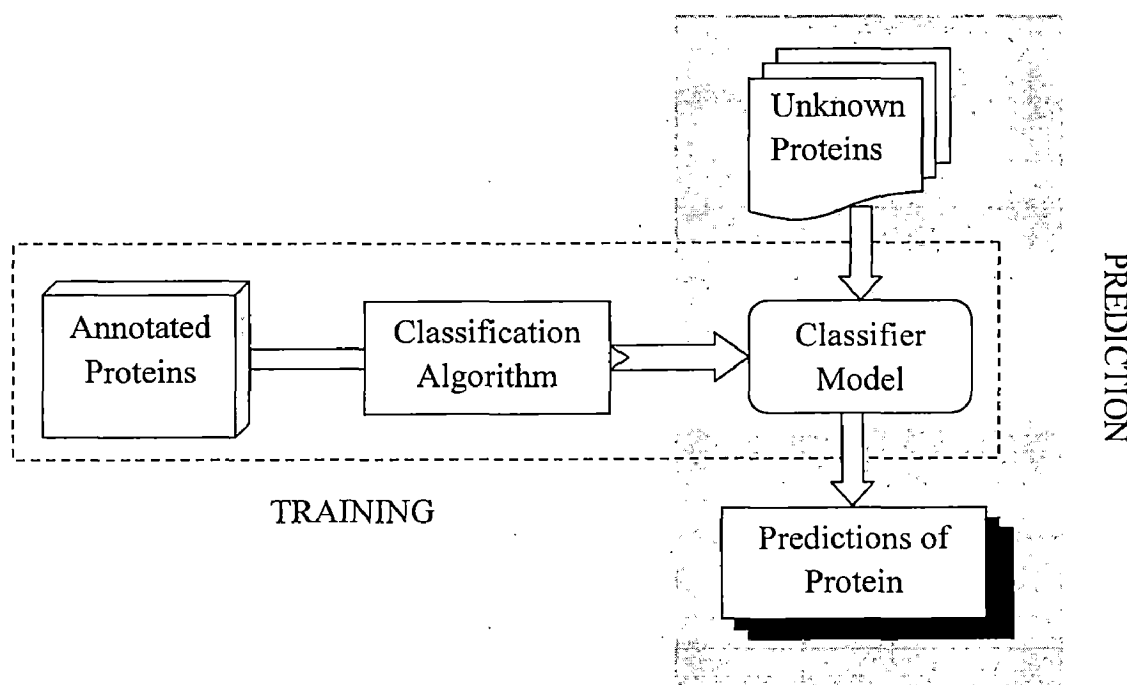 Unknown
Proteins
Annotated
Proteins
Classification
Algorithm
Classifier
Model
PREDICTION
TRAINING
Predictions of
Protein